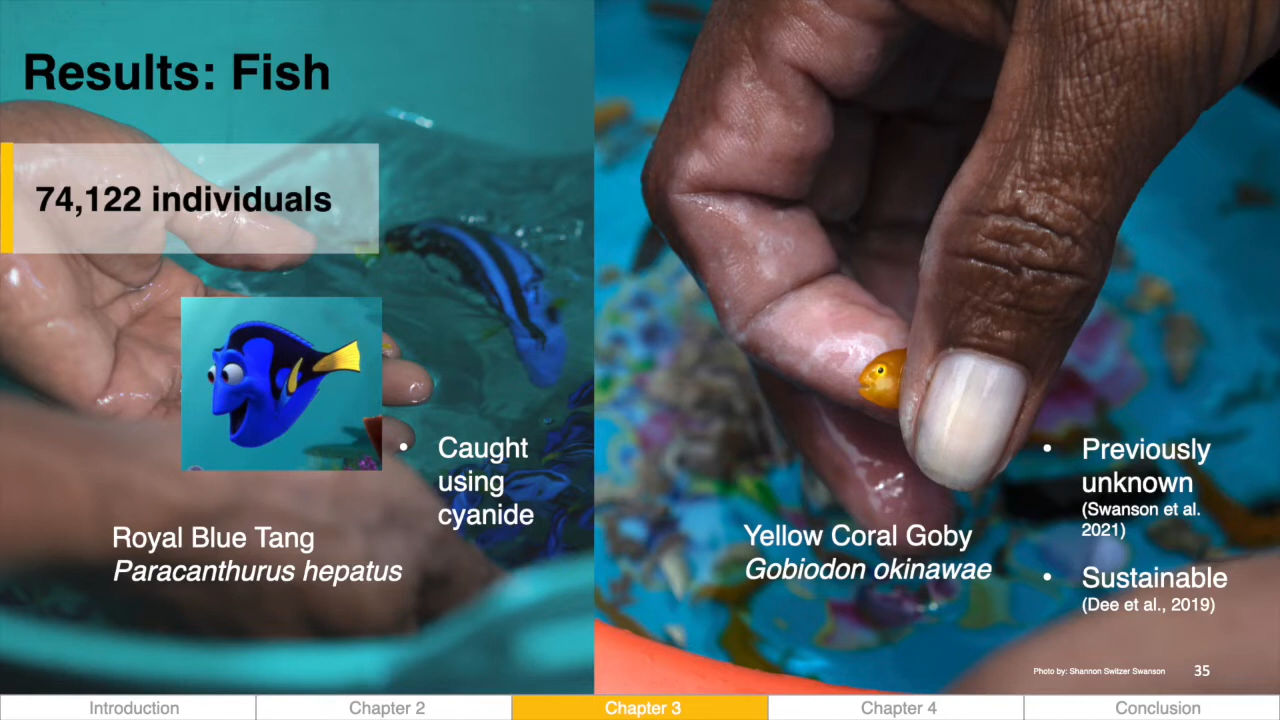 Results: Fish
74,122 individuals
• Caught
using
cyanide
Royal Blue Tang
Paracanthurus hepatus
• Previously
unknown
(Swanson et al.
2021)
Yellow Coral Goby
Gobiodon okinawae
• Sustainable
(Dee et al., 2019)
Photo by: Shannon Switzer Swanson
35
Introduction
Chapter 2
Chapter 3
Chapter 4
Conclusion